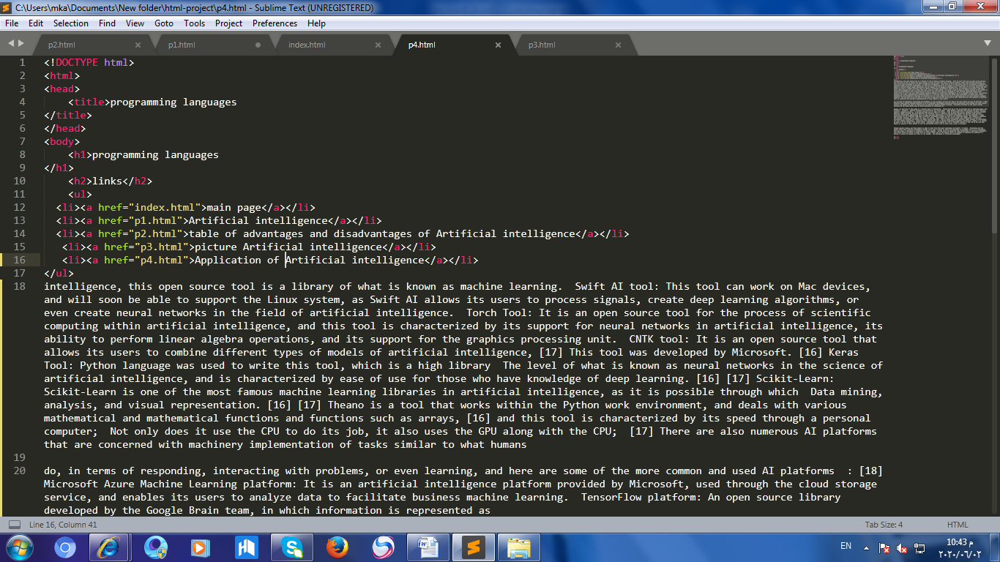 C:\Users\mka\Documents\New folder\html-project\p4.html - Sublime Text (UNREGISTERED)
File Edit Selection Find View Goto Tools Project Preferences Help
p2.html p1.html index.html p4.html p3.html
1 <!DOCTYPE html>
2 <html>
3 <head>
4 <title>programming languages
5 </title>
6 </head>
7 <body>
8 <h1>programming languages
9 </h1>
10 <h2>links</h2>
11 <ul>
12 <li><a href="index.html">main page</a></li>
13 <li><a href="p1.html">Artificial intelligence</a></li>
14 <li><a href="p2.html">table of advantages and disadvantages of Artificial intelligence</a></li>
15 <li><a href="p3.html">picture Artificial intelligence</a></li>
16 <li><a href="p4.html">Application of Artificial intelligence</a></li>
17 </ul>
18 intelligence, this open source tool is a library of what is known as machine learning.  Swift AI tool: This tool can work on Mac devices,
and will soon be able to support the Linux system, as Swift AI allows its users to process signals, create deep learning algorithms, or
even create neural networks in the field of artificial intelligence.  Torch Tool: It is an open source tool for the process of scientific
computing within artificial intelligence, and this tool is characterized by its support for neural networks in artificial intelligence, its
ability to perform linear algebra operations, and its support for the graphics processing unit.  CNTK tool: It is an open source tool that
allows its users to combine different types of models of artificial intelligence, [17] This tool was developed by Microsoft. [16] Keras
Tool: Python language was used to write this tool, which is a high library  The level of what is known as neural networks in the science of
artificial intelligence, and is characterized by ease of use for those who have knowledge of deep learning. [16] [17] Scikit-Learn:
Scikit-Learn is one of the most famous machine learning libraries in artificial intelligence, as it is possible through which  Data mining,
analysis, and visual representation. [16] [17] Theano is a tool that works within the Python work environment, and deals with various
mathematical and mathematical functions and functions such as arrays, [16] and this tool is characterized by its speed through a personal
computer;  Not only does it use the CPU to do its job, it also uses the GPU along with the CPU;  [17] There are also numerous AI platforms
that are concerned with machinery implementation of tasks similar to what humans
19
20 do, in terms of responding, interacting with problems, or even learning, and here are some of the more common and used AI platforms  : [18]
Microsoft Azure Machine Learning platform: It is an artificial intelligence platform provided by Microsoft, used through the cloud storage
service, and enables its users to analyze data to facilitate business machine learning.  TensorFlow platform: An open source library
developed by the Google Brain team, in which information is represented as
Line 16, Column 41 Tab Size: 4 HTML
EN 10:43 م
٢٠٢٠/٠٦/٠٢